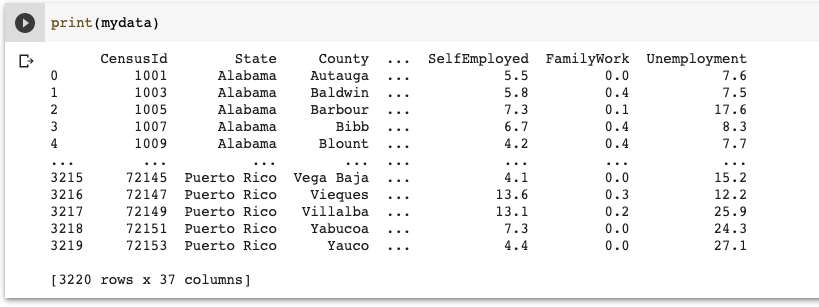 print(mydata)
CensusId State County ... SelfEmployed FamilyWork Unemployment
0 1001 Alabama Autauga ... 5.5 0.0 7.6
1 1003 Alabama Baldwin ... 5.8 0.4 7.5
2 1005 Alabama Barbour ... 7.3 0.1 17.6
3 1007 Alabama Bibb ... 6.7 0.4 8.3
4 1009 Alabama Blount ... 4.2 0.4 7.7
... ... ... ... ... ... ... ...
3215 72145 Puerto Rico Vega Baja ... 4.1 0.0 15.2
3216 72147 Puerto Rico Vieques ... 13.6 0.3 12.2
3217 72149 Puerto Rico Villalba ... 13.1 0.2 25.9
3218 72151 Puerto Rico Yabucoa ... 7.3 0.0 24.3
3219 72153 Puerto Rico Yauco ... 4.4 0.0 27.1
[3220 rows x 37 columns]